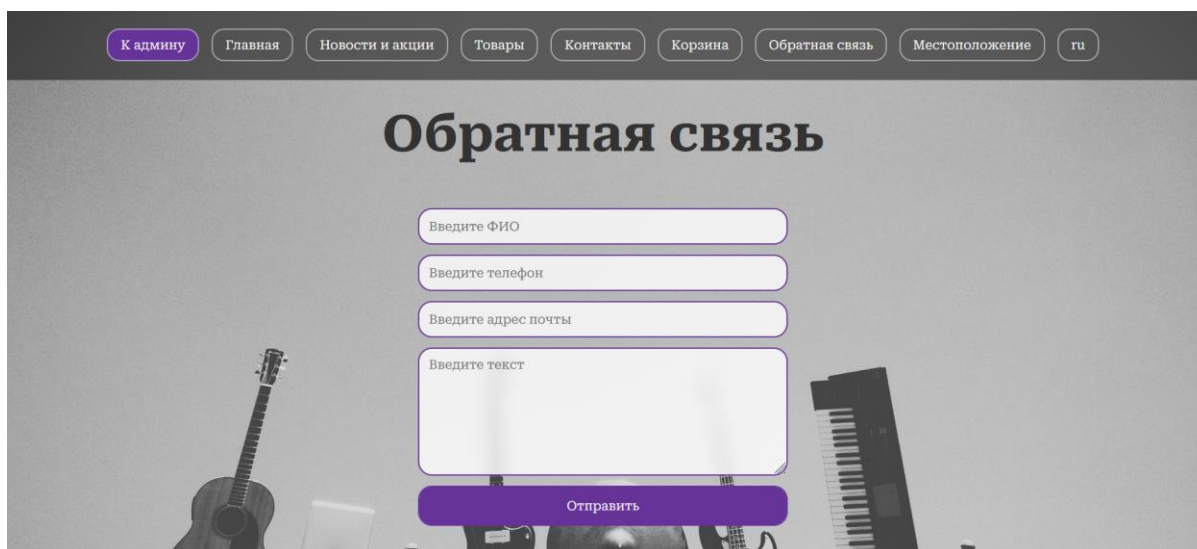 К админу Главная Новости и акции Товары Контакты Корзина Обратная связь Местоположение ru
Обратная связь
Введите ФИО
Введите телефон
Введите адрес почты
Введите текст
Отправить